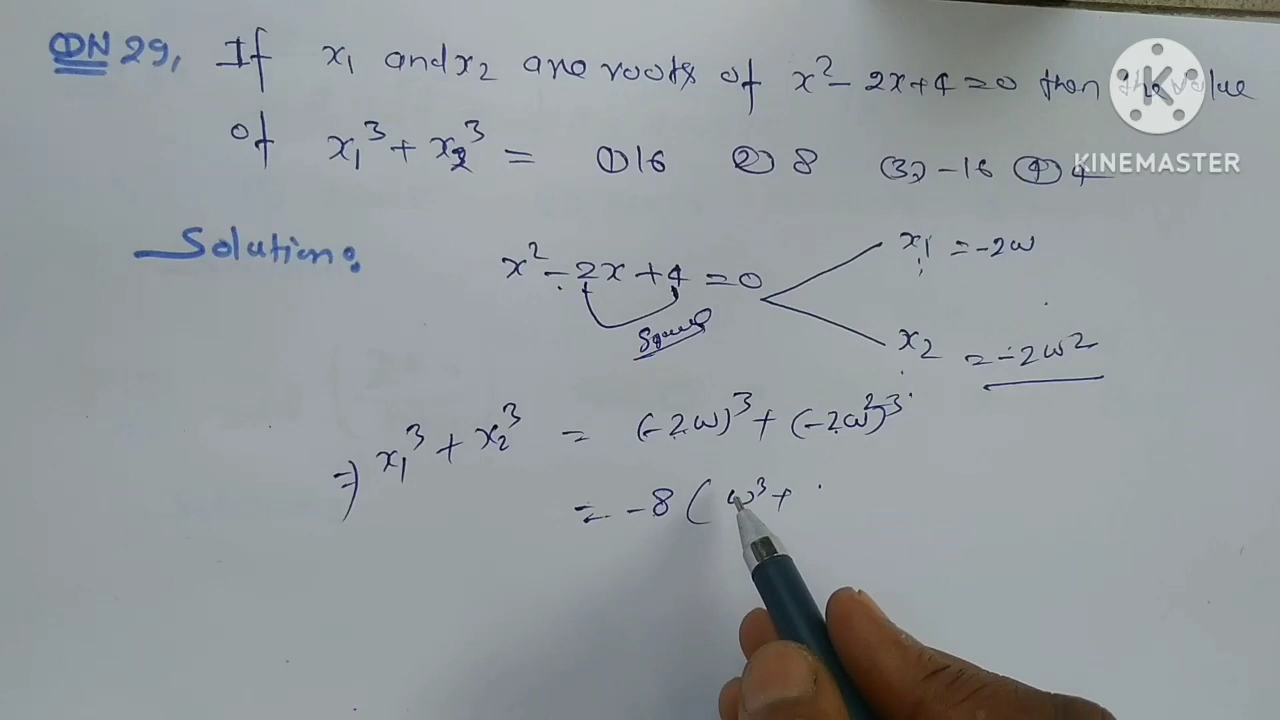 QN 29, If x₁ and x₂ are roots of x² - 2x + 4 = 0 then the value
of x₁³ + x₂³ = (1) 16 (2) 8 (3) -16 (4) 4
KINEMASTER
Solution:
x² - 2x + 4 = 0
x₁ = -2ω
x₂ = -2ω²
⇒ x₁³ + x₂³ = (-2ω)³ + (-2ω²)³
= -8 ( ω³ +